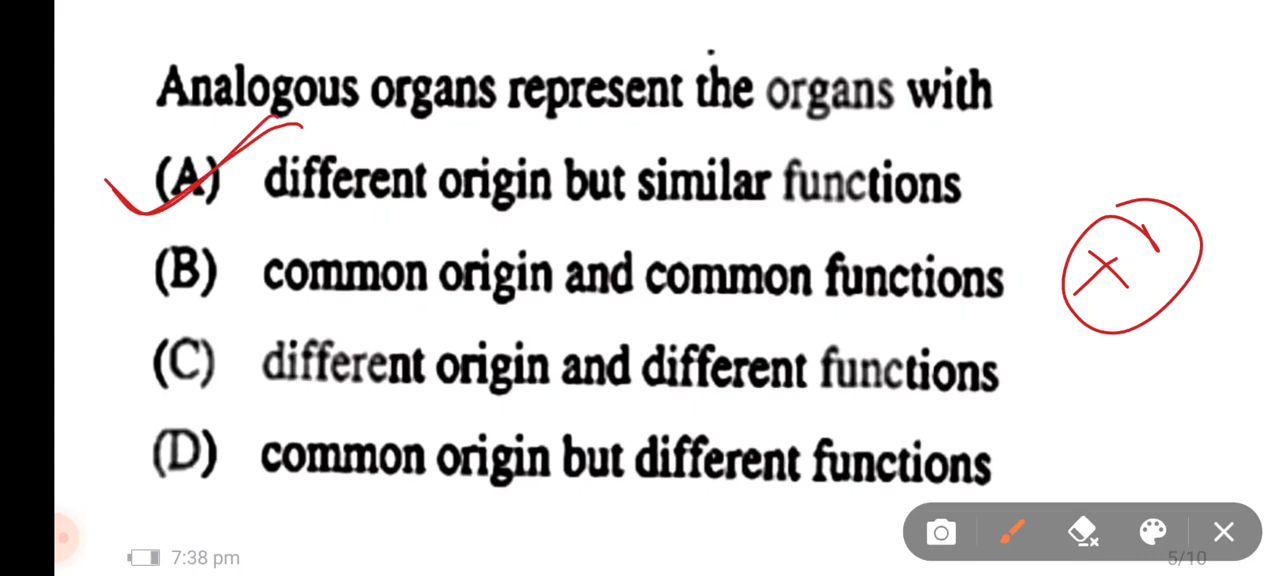 Analogous organs represent the organs with
(A) different origin but similar functions
(B) common origin and common functions
(C) different origin and different functions
(D) common origin but different functions
7:38 pm
5/10